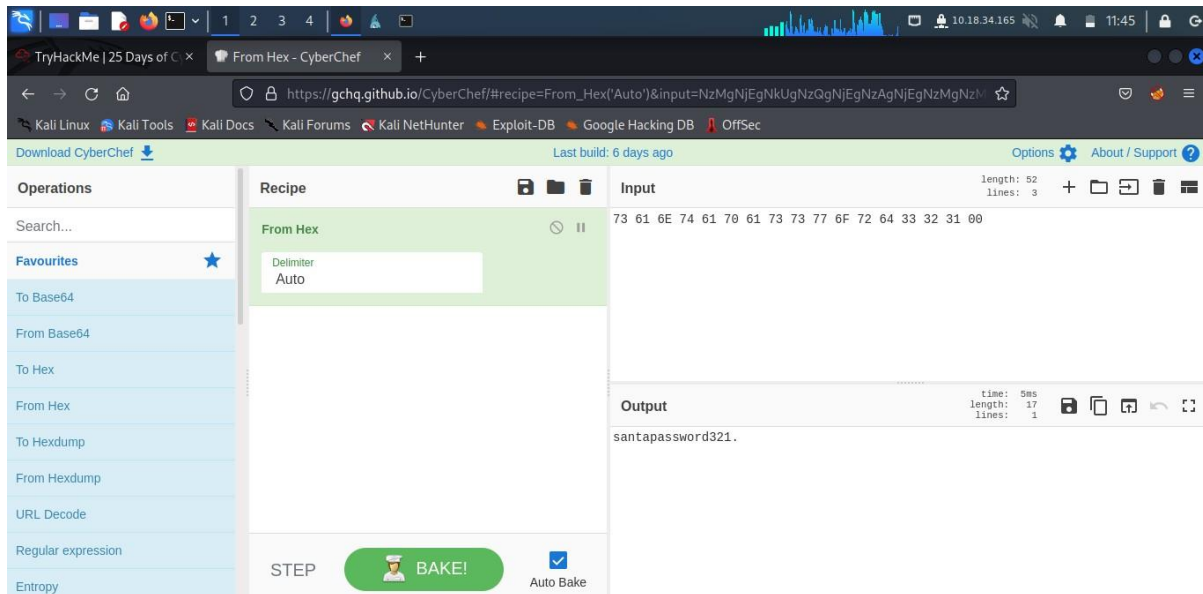 1 2 3 4
10.18.34.165
11:45
TryHackMe | 25 Days of Cy
From Hex - CyberChef
https://gchq.github.io/CyberChef/#recipe=From_Hex('Auto')&input=NzMgNjEgNkUgNzQgNjEgNzAgNjEgNzMgNzM
Kali Linux Kali Tools Kali Docs Kali Forums Kali NetHunter Exploit-DB Google Hacking DB OffSec
Download CyberChef
Last build: 6 days ago
Options
About / Support
Operations
Search...
Favourites
To Base64
From Base64
To Hex
From Hex
To Hexdump
From Hexdump
URL Decode
Regular expression
Entropy
Recipe
From Hex
Delimiter
Auto
STEP
BAKE!
Auto Bake
Input
length: 52
lines: 3
73 61 6E 74 61 70 61 73 73 77 6F 72 64 33 32 31 00
Output
time: 5ms
length: 17
lines: 1
santapassword321.